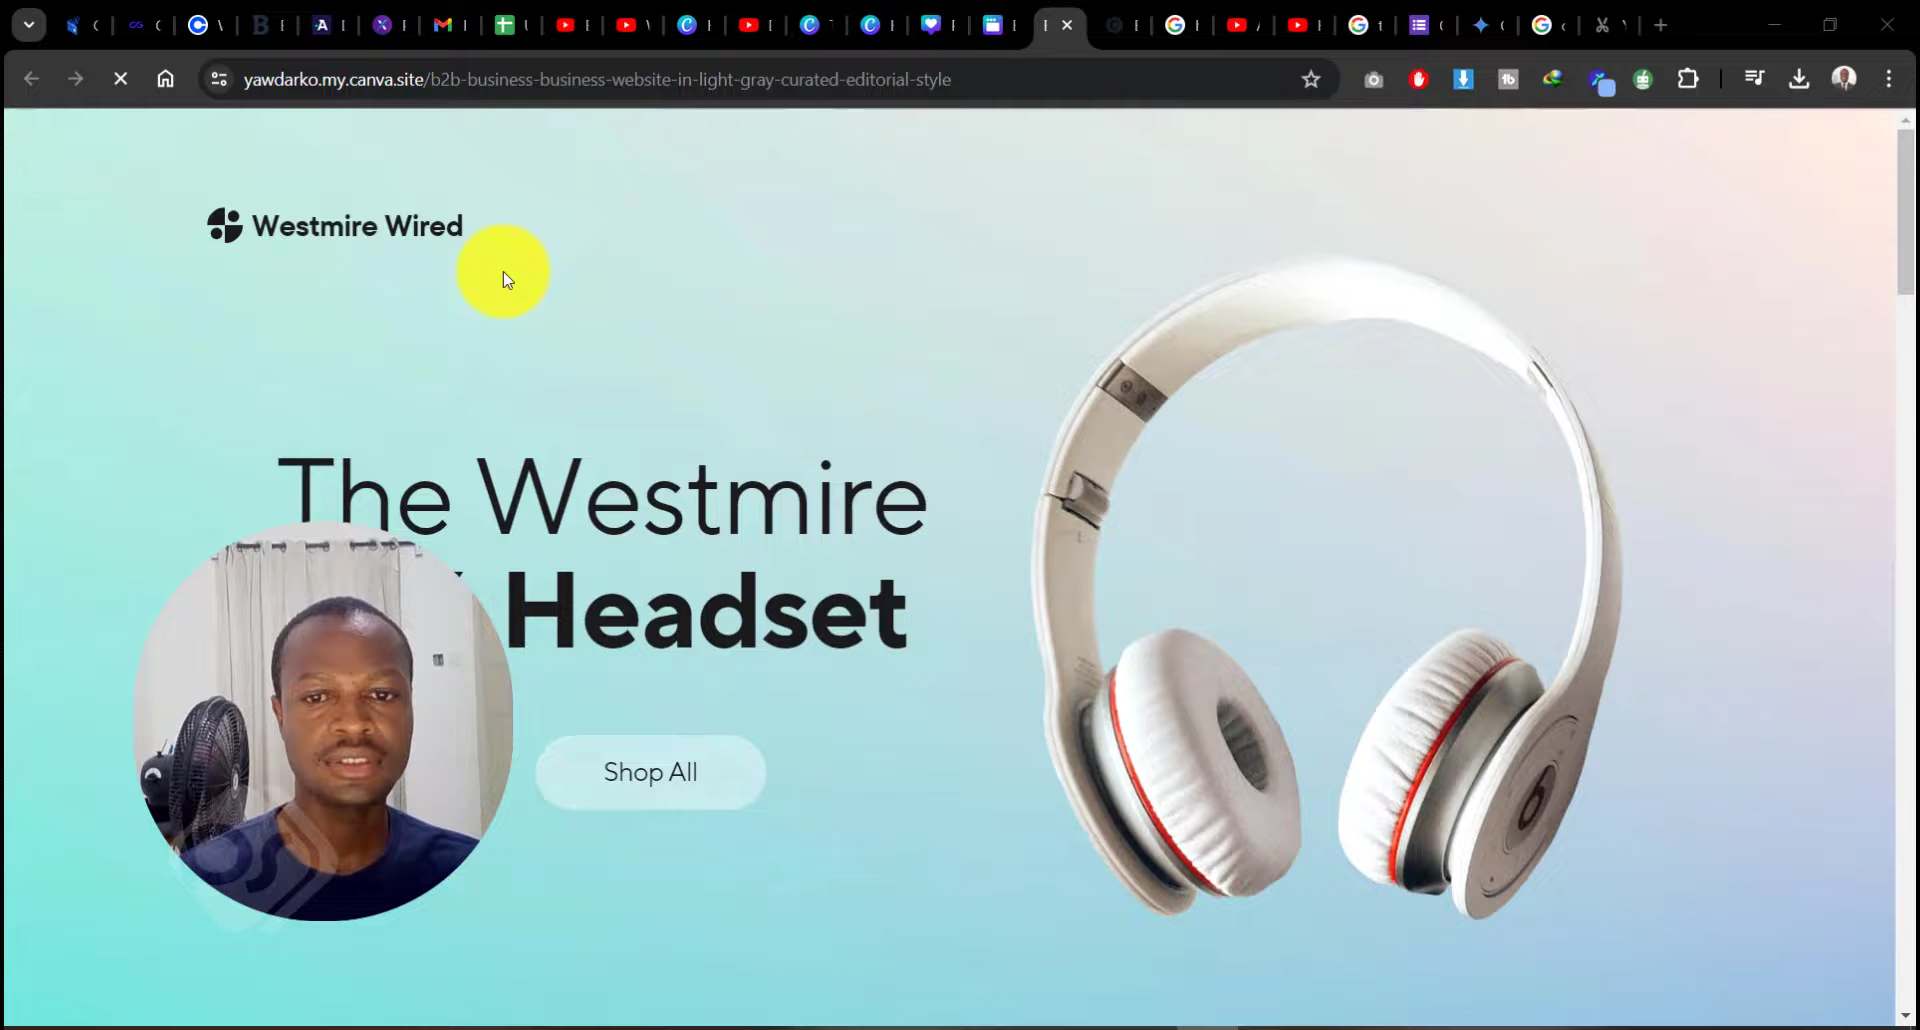 yawdarko.my.canva.site/b2b-business-business-website-in-light-gray-curated-editorial-style
Westmire Wired
The Westmire
Headset
Shop All